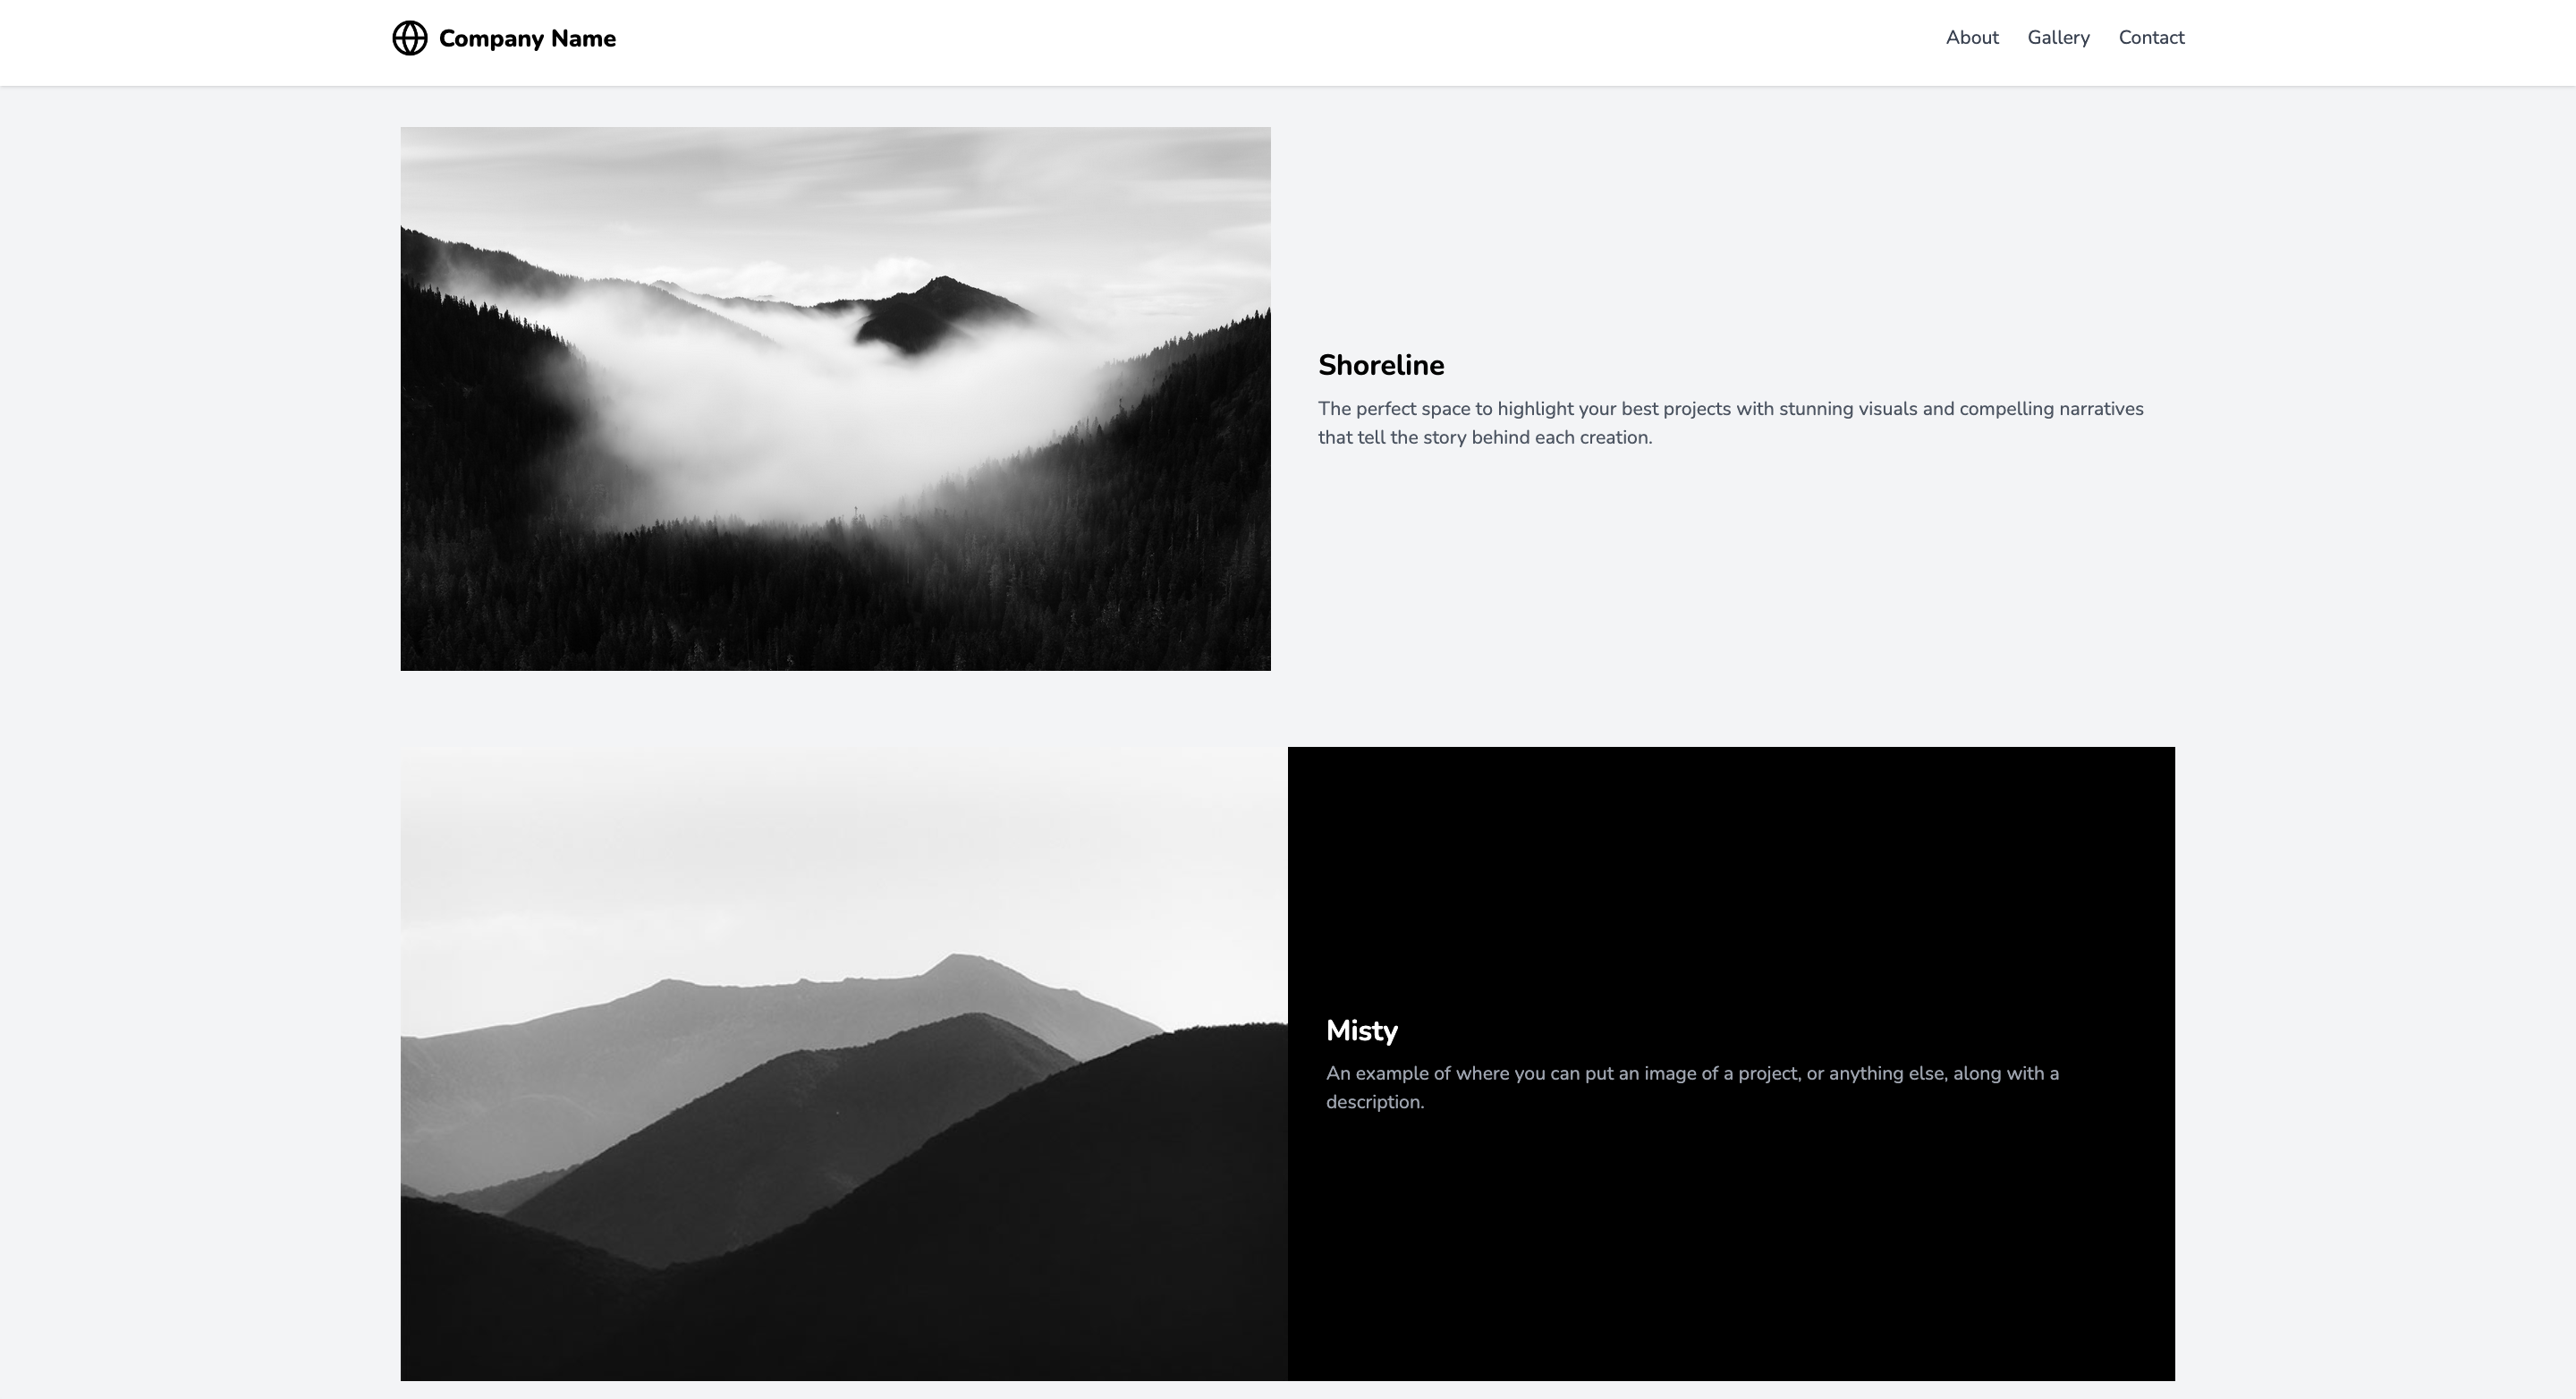 Company Name
About
Gallery
Contact
Shoreline
The perfect space to highlight your best projects with stunning visuals and compelling narratives
that tell the story behind each creation.
Misty
An example of where you can put an image of a project, or anything else, along with a
description.